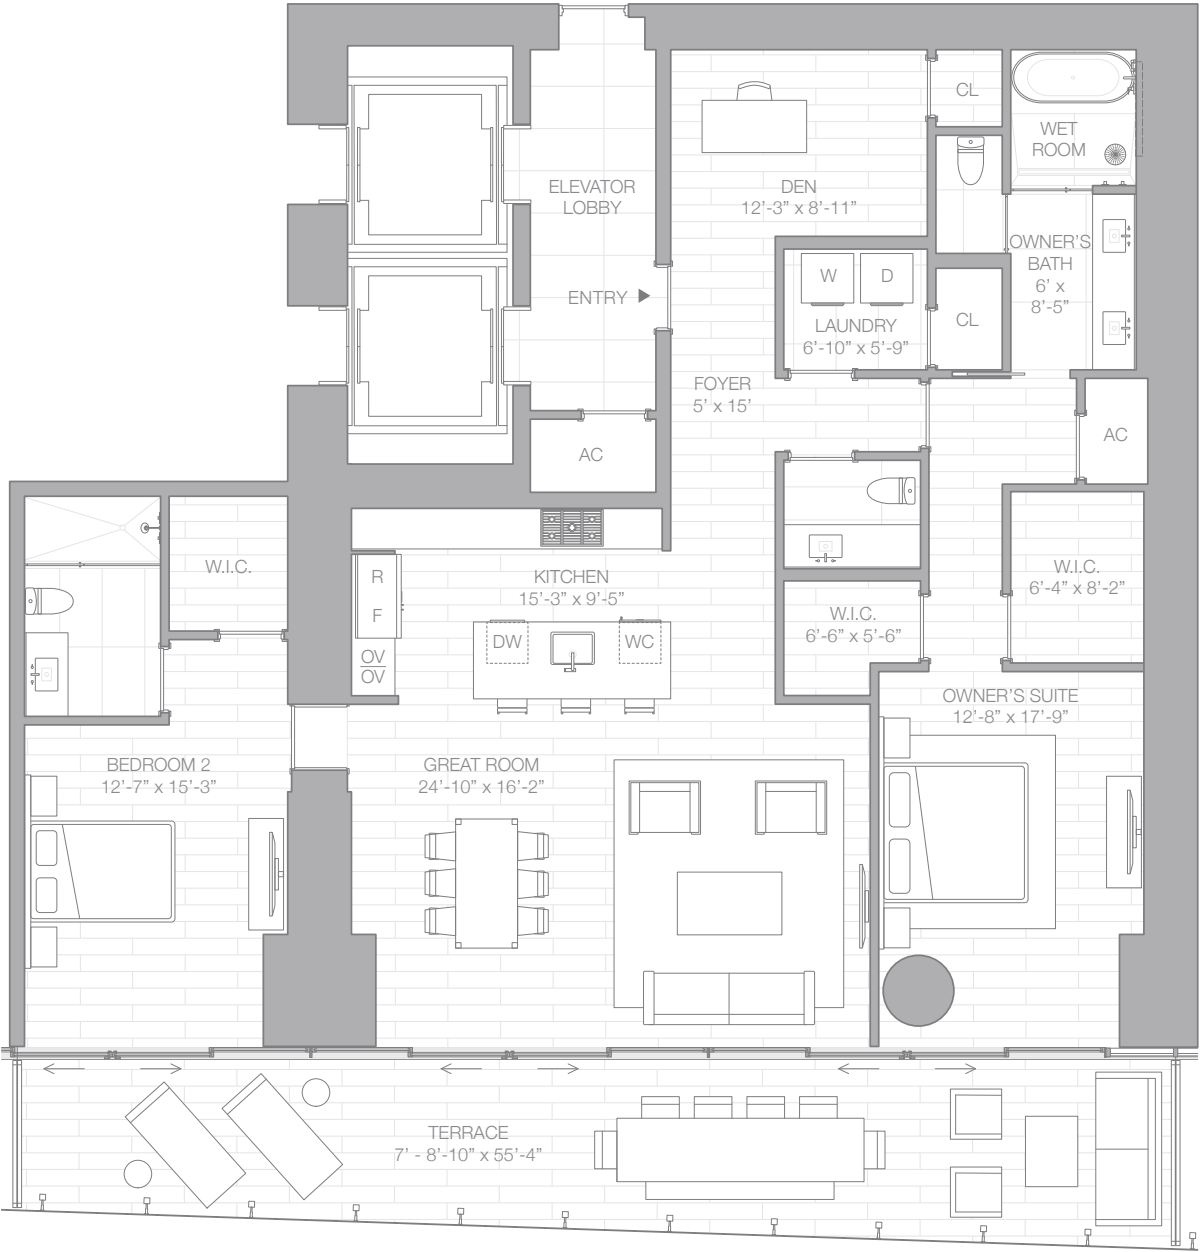 CL
WET
ROOM
ELEVATOR
LOBBY
DEN
12'-3" x 8'-11"
OWNER'S
BATH
6' x
8'-5"
ENTRY
W
D
LAUNDRY
6'-10" x 5'-9"
CL
FOYER
5' x 15'
AC
AC
W.I.C.
KITCHEN
15'-3" x 9'-5"
R
F
W.I.C.
6'-4" x 8'-2"
W.I.C.
6'-6" x 5'-6"
DW
WC
OV
OV
OWNER'S SUITE
12'-8" x 17'-9"
BEDROOM 2
12'-7" x 15'-3"
GREAT ROOM
24'-10" x 16'-2"
TERRACE
7' - 8'-10" x 55'-4"